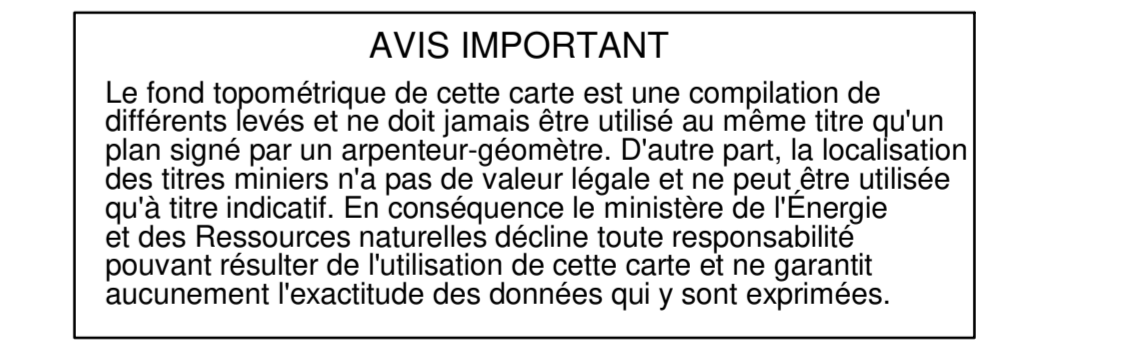 AVIS IMPORTANT
Le fond topométrique de cette carte est une compilation de
différents levés et ne doit jamais être utilisé au même titre qu'un
plan signé par un arpenteur-géomètre. D'autre part, la localisation
des titres miniers n'a pas de valeur légale et ne peut être utilisée
qu'à titre indicatif. En conséquence le ministère de l'Énergie
et des Ressources naturelles décline toute responsabilité
pouvant résulter de l'utilisation de cette carte et ne garantit
aucunement l'exactitude des données qui y sont exprimées.